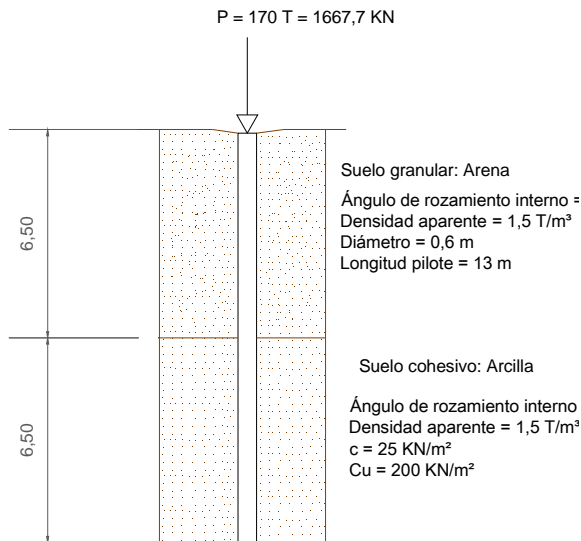 P = 170 T = 1667,7 KN
Suelo granular: Arena
Ángulo de rozamiento interno =
Densidad aparente = 1,5 T/m³
Diámetro = 0,6 m
Longitud pilote = 13 m
6,50
Suelo cohesivo: Arcilla
Ángulo de rozamiento interno
Densidad aparente = 1,5 T/m³
c = 25 KN/m²
Cu = 200 KN/m²
6,50